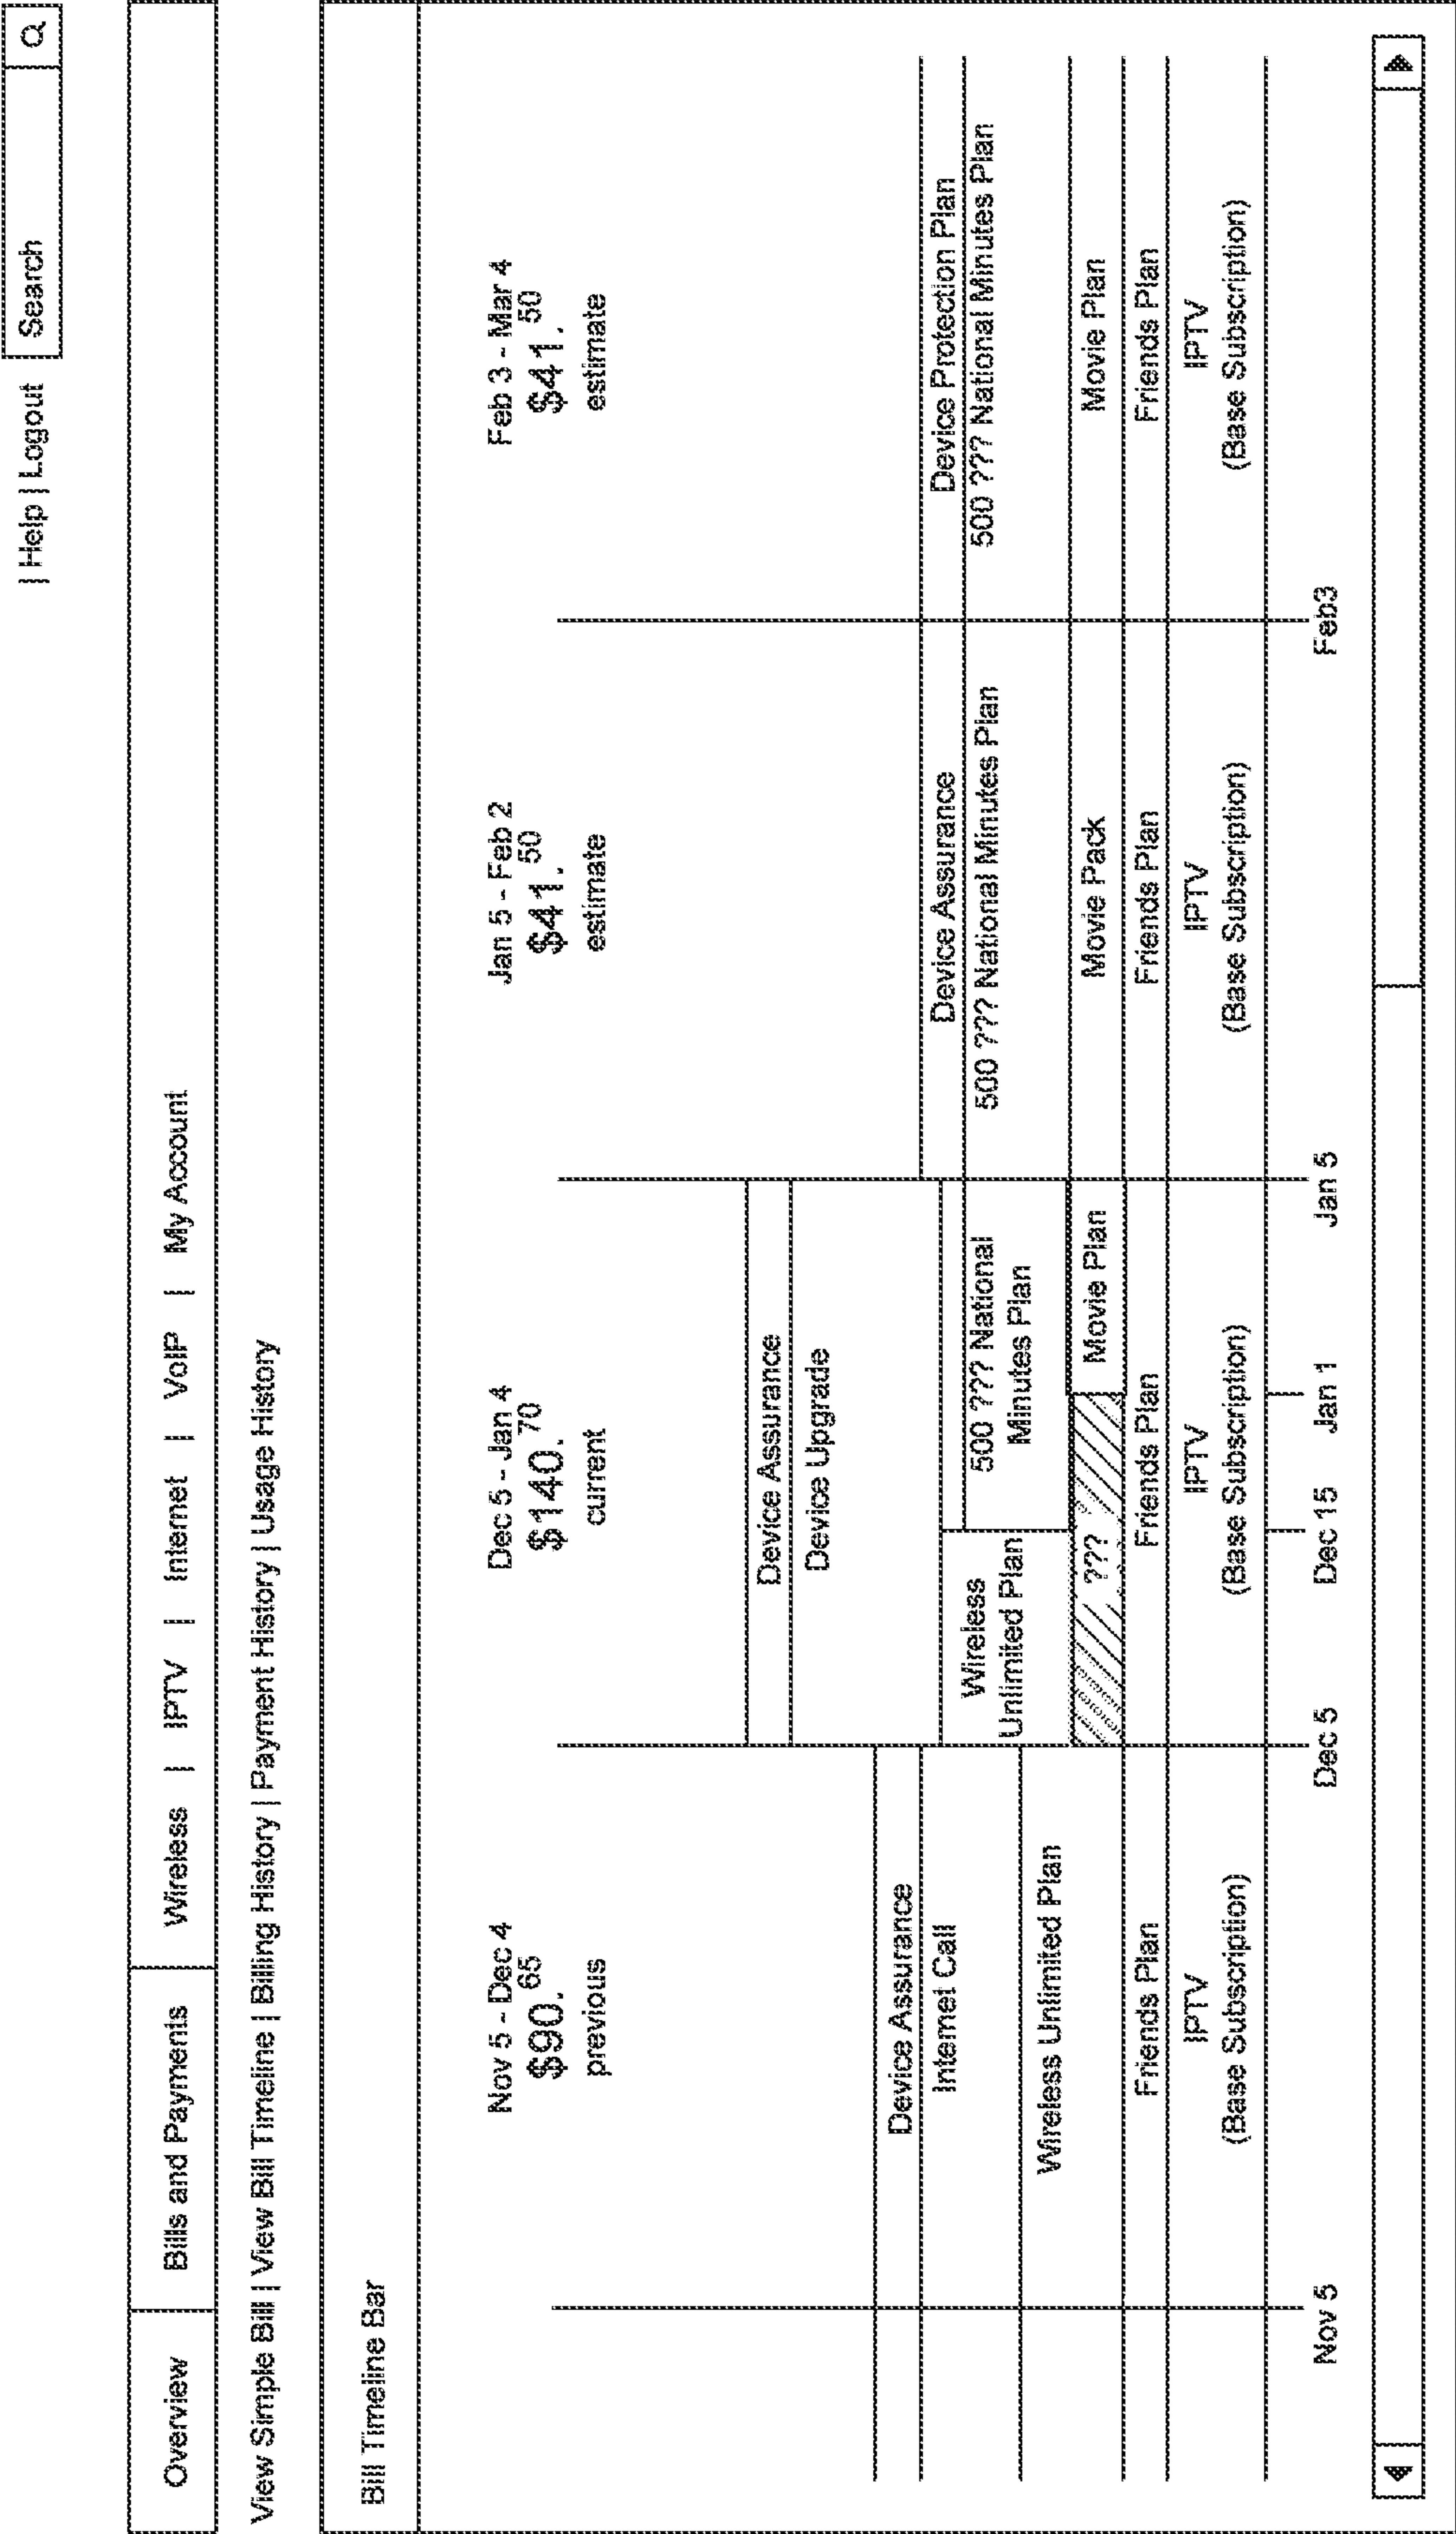 | Help | Logout Search
Overview Bills and Payments Wireless | IPTV | Internet | VoIP | My Account
View Simple Bill | View Bill Timeline | Billing History | Payment History | Usage History
Bill Timeline Bar
Nov 5 - Dec 4
$90.65
previous
Device Assurance
Internet Call
Wireless Unlimited Plan
Friends Plan
IPTV
(Base Subscription)
Dec 5 - Jan 4
$140.70
current
Device Assurance
Device Upgrade
Wireless
Unlimited Plan
500 ??? National
Minutes Plan
???
Movie Plan
Friends Plan
IPTV
(Base Subscription)
Jan 5 - Feb 2
$41.50
estimate
Device Assurance
500 ??? National Minutes Plan
Movie Pack
Friends Plan
IPTV
(Base Subscription)
Feb 3 - Mar 4
$41.50
estimate
Device Protection Plan
500 ??? National Minutes Plan
Movie Plan
Friends Plan
IPTV
(Base Subscription)
Nov 5 Dec 5 Dec 15 Jan 1 Jan 5 Feb3